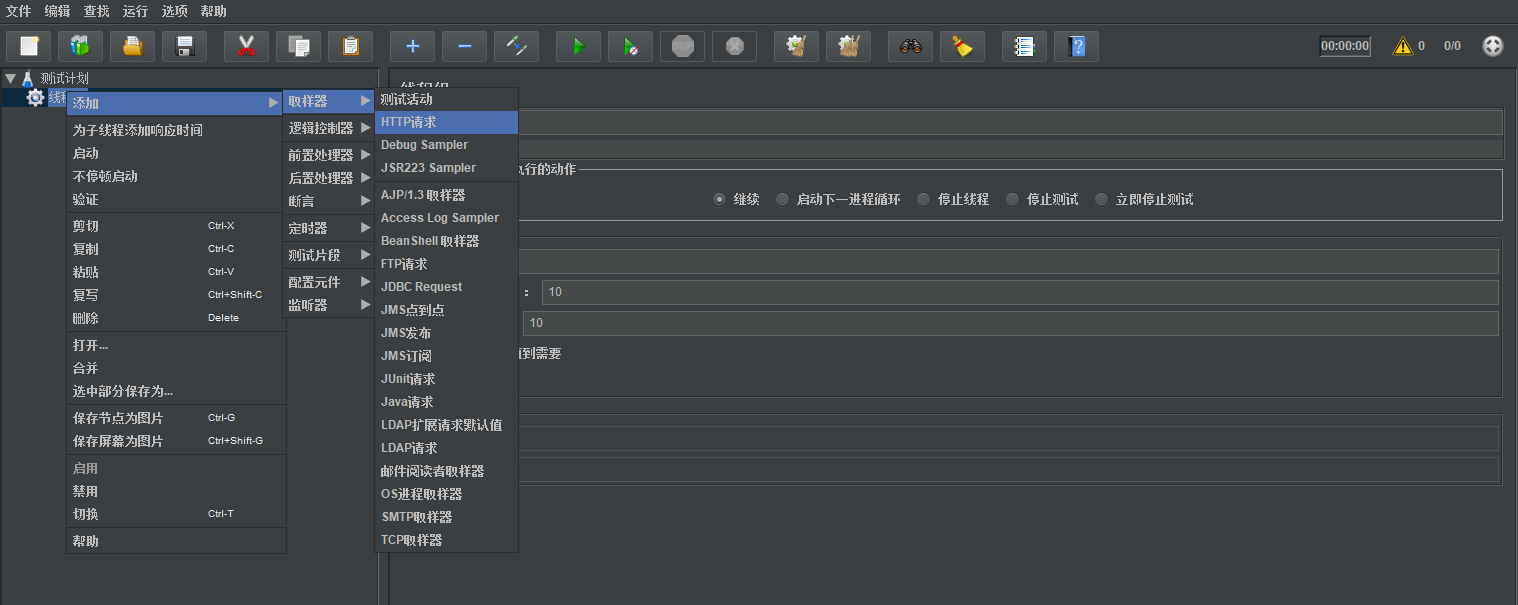 文件 编辑 查找 运行 选项 帮助
STOP
00:00:00 0 0/0
测试计划
添加
为子线程添加响应时间
启动
不停顿启动
验证
剪切 Ctrl-X
复制 Ctrl-C
粘贴 Ctrl-V
复写 Ctrl+Shift-C
删除 Delete
打开...
合并
选中部分保存为...
保存节点为图片 Ctrl-G
保存屏幕为图片 Ctrl+Shift-G
启用
禁用
切换 Ctrl-T
帮助
取样器
逻辑控制器
前置处理器
后置处理器
断言
定时器
测试片段
配置元件
监听器
测试活动
HTTP请求
Debug Sampler
JSR223 Sampler
AJP/1.3 取样器
Access Log Sampler
BeanShell 取样器
FTP请求
JDBC Request
JMS点到点
JMS发布
JMS订阅
JUnit请求
Java请求
LDAP扩展请求默认值
LDAP请求
邮件阅读者取样器
OS进程取样器
SMTP取样器
TCP取样器
行的动作
继续 启动下一进程循环 停止线程 停止测试 立即停止测试
: 10
10
到需要